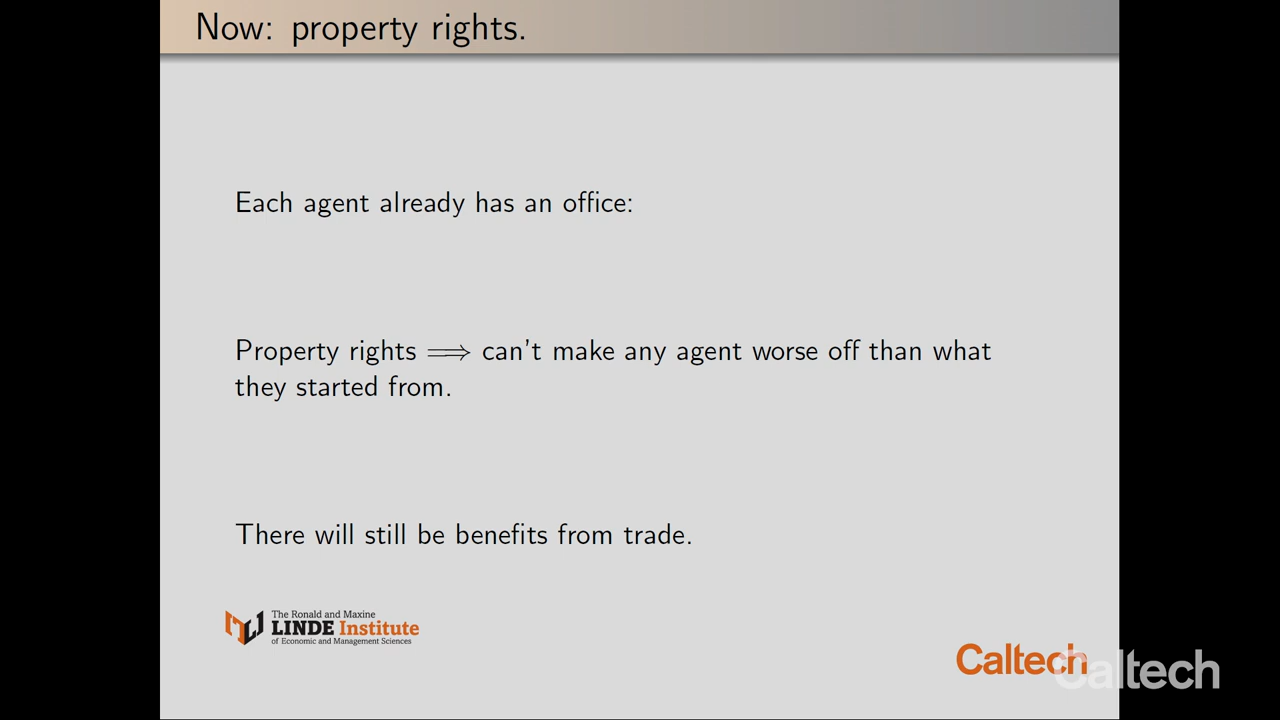 Now: property rights.
Each agent already has an office:
Property rights ⟹ can't make any agent worse off than what
they started from.
There will still be benefits from trade.
The Ronald and Maxine
LINDE Institute
of Economic and Management Sciences
Caltech
Caltech